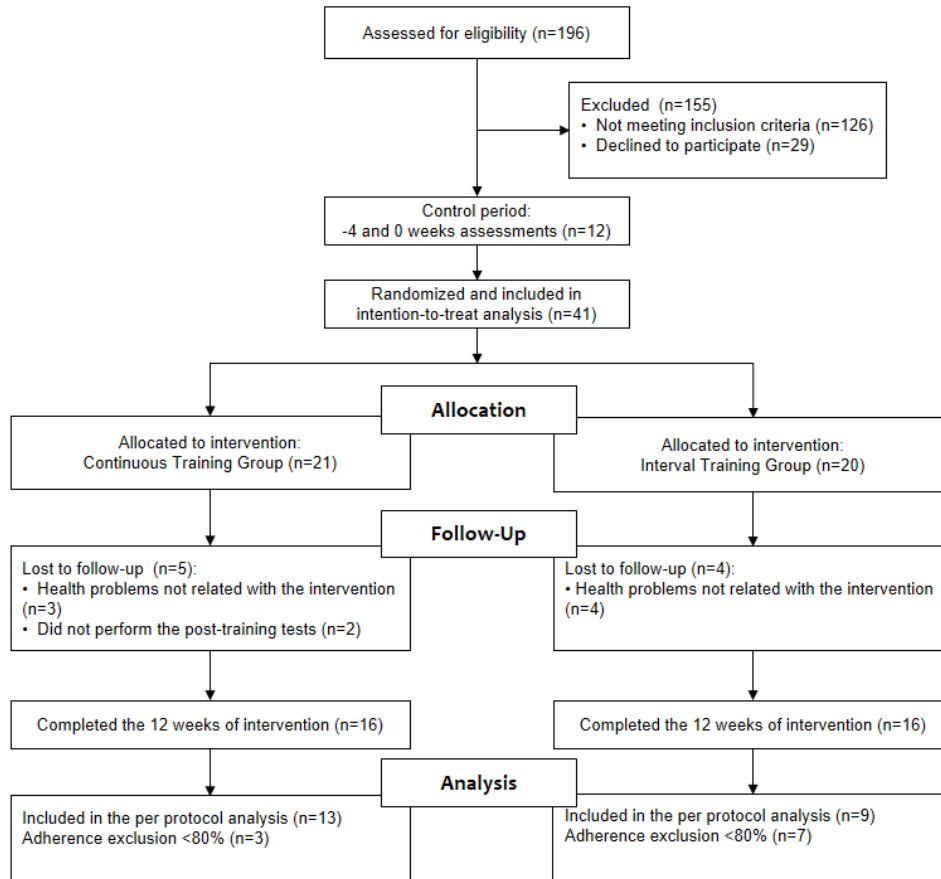 Assessed for eligibility (n=196)
Excluded  (n=155)
• Not meeting inclusion criteria (n=126)
• Declined to participate (n=29)
Control period:
-4 and 0 weeks assessments (n=12)
Randomized and included in
intention-to-treat analysis (n=41)
Allocation
Allocated to intervention:
Continuous Training Group (n=21)
Allocated to intervention:
Interval Training Group (n=20)
Follow-Up
Lost to follow-up  (n=5):
• Health problems not related with the intervention
(n=3)
• Did not perform the post-training tests (n=2)
Lost to follow-up (n=4):
• Health problems not related with the intervention
(n=4)
Completed the 12 weeks of intervention (n=16)
Completed the 12 weeks of intervention (n=16)
Analysis
Included in the per protocol analysis (n=13)
Adherence exclusion <80% (n=3)
Included in the per protocol analysis (n=9)
Adherence exclusion <80% (n=7)